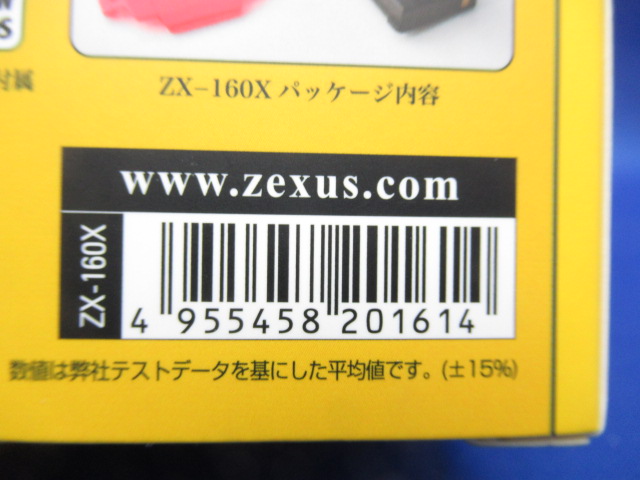 付属
ZX-160X パッケージ内容
www.zexus.com
ZX-160X
4 955458 201614
数値は弊社テストデータを基にした平均値です。(±15%)